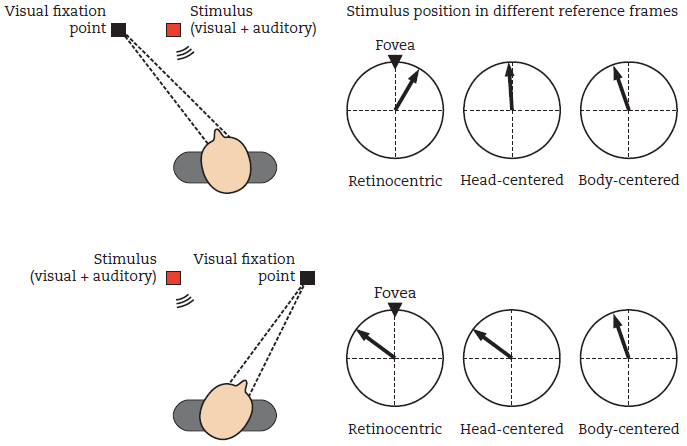 Visual fixation
point
Stimulus
(visual + auditory)
Stimulus position in different reference frames
Fovea
Retinocentric
Head-centered
Body-centered
Stimulus
(visual + auditory)
Visual fixation
point
Fovea
Retinocentric
Head-centered
Body-centered